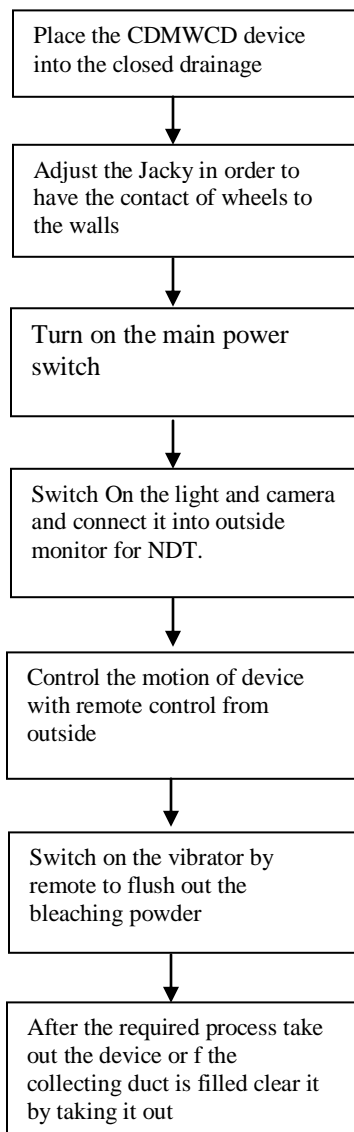 Place the CDMWCD device
into the closed drainage
Adjust the Jacky in order to
have the contact of wheels to
the walls
Turn on the main power
switch
Switch On the light and camera
and connect it into outside
monitor for NDT.
Control the motion of device
with remote control from
outside
Switch on the vibrator by
remote to flush out the
bleaching powder
After the required process take
out the device or f the
collecting duct is filled clear it
by taking it out